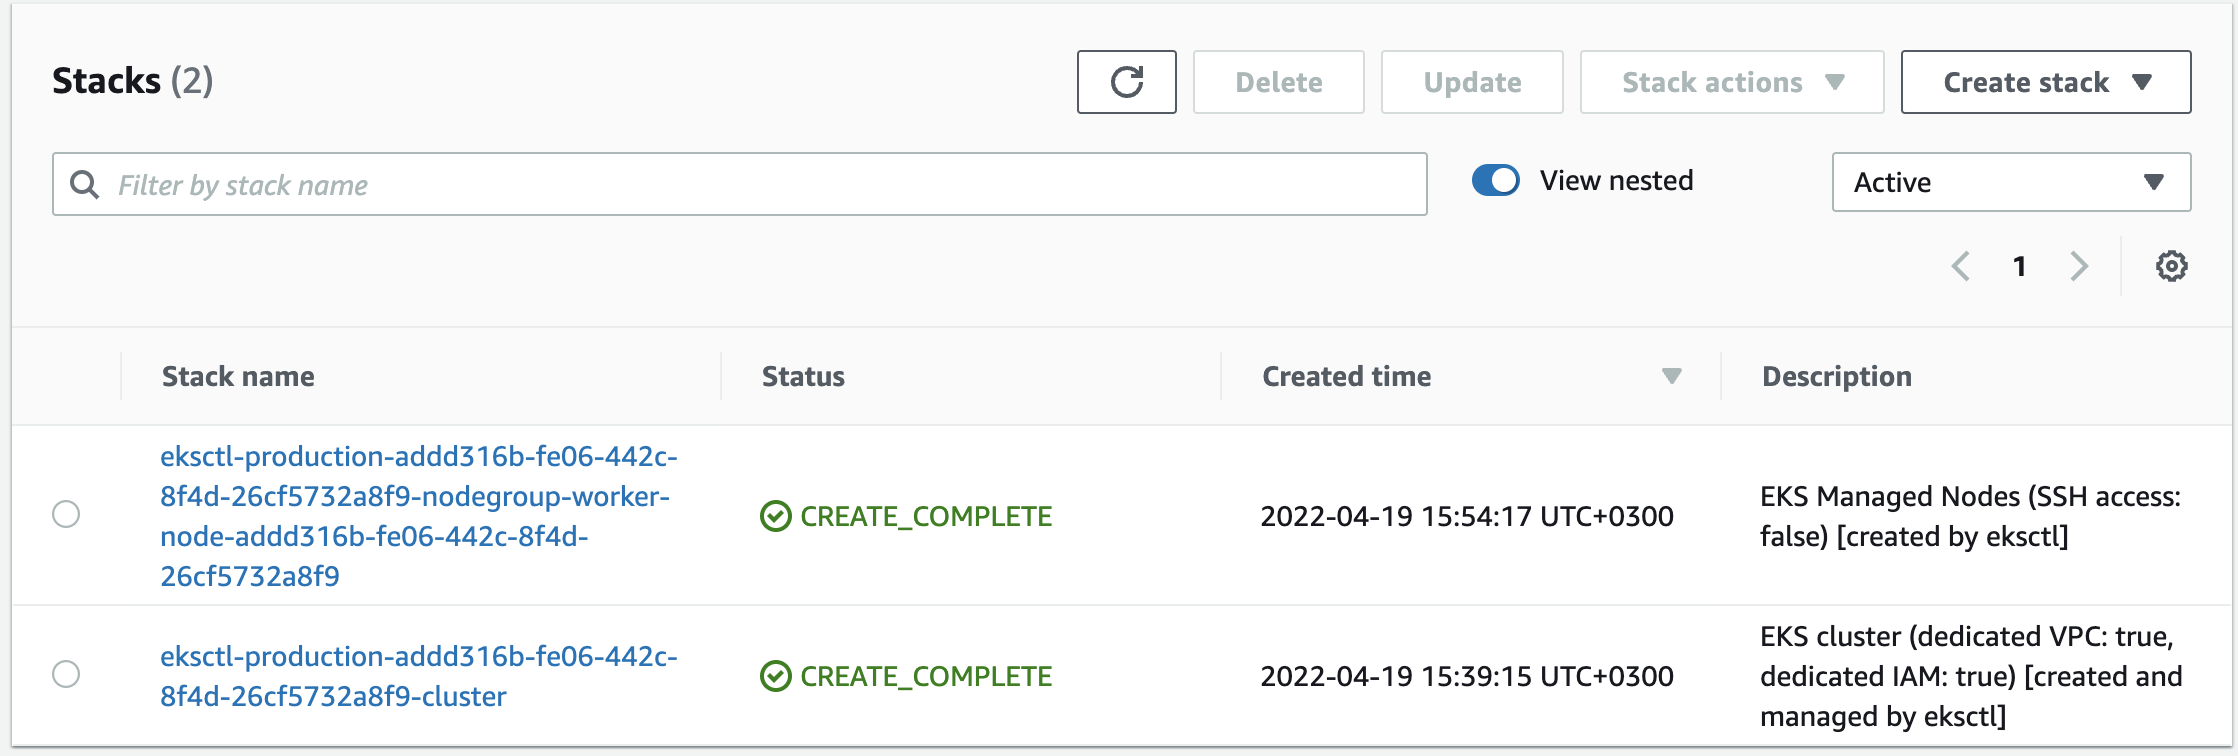 Stacks (2)
Delete
Update
Stack actions
Create stack
Filter by stack name
View nested
Active
1
Stack name
Status
Created time
Description
eksctl-production-addd316b-fe06-442c-
8f4d-26cf5732a8f9-nodegroup-worker-
node-addd316b-fe06-442c-8f4d-
26cf5732a8f9
CREATE_COMPLETE
2022-04-19 15:54:17 UTC+0300
EKS Managed Nodes (SSH access:
false) [created by eksctl]
eksctl-production-addd316b-fe06-442c-
8f4d-26cf5732a8f9-cluster
CREATE_COMPLETE
2022-04-19 15:39:15 UTC+0300
EKS cluster (dedicated VPC: true,
dedicated IAM: true) [created and
managed by eksctl]